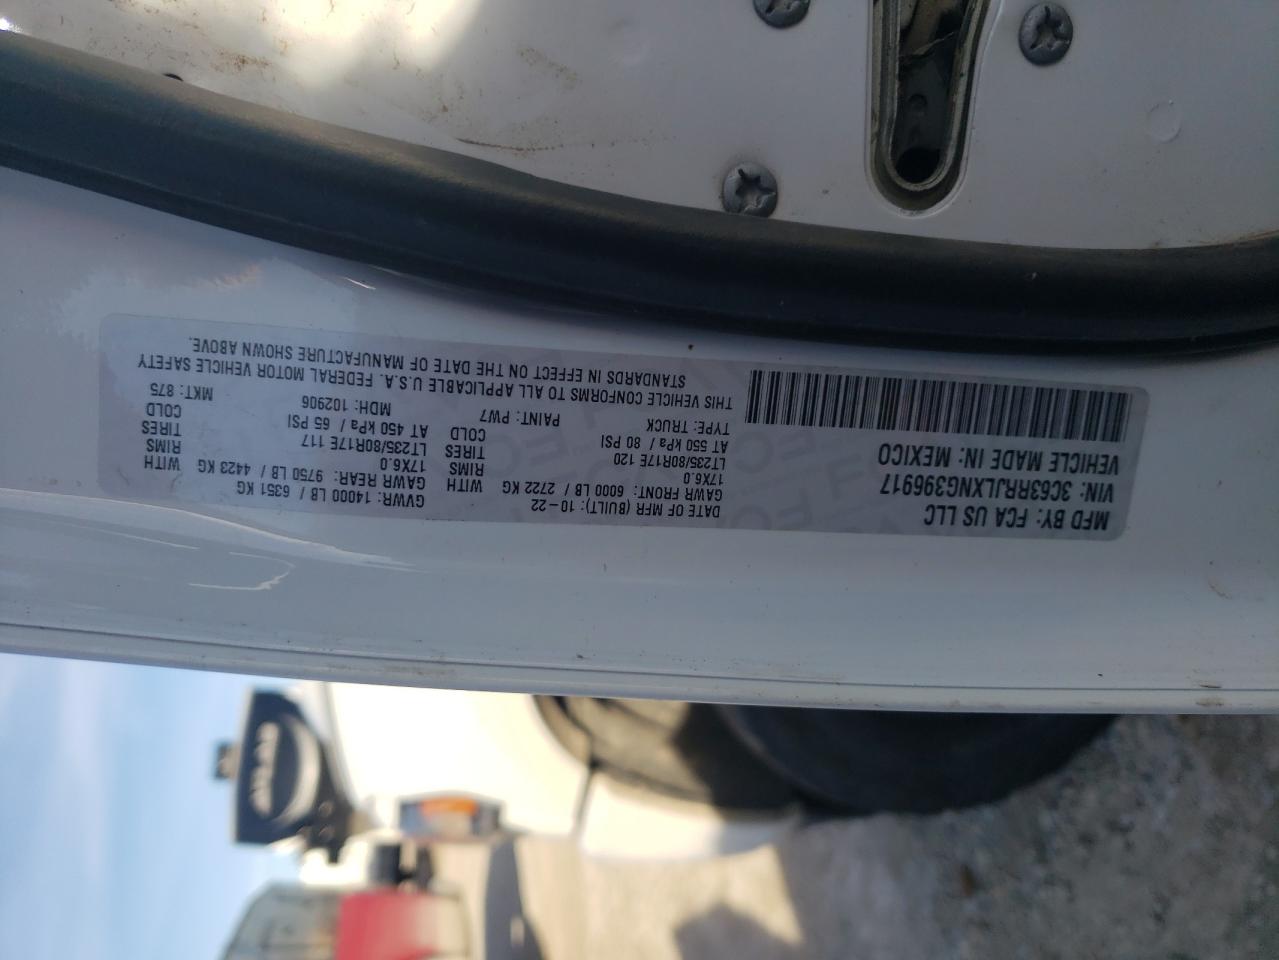 MFD BY: FCA US LLC
VIN: 3C63RRJLXNG396917
VEHICLE MADE IN: MEXICO
DATE OF MFR (BUILT): 10-22
GVWR: 14000 LB / 6351 KG
GAWR FRONT: 6000 LB / 2722 KG WITH
17X6.0 RIMS
LT235/80R17E 120 TIRES
AT 550 kPa / 80 PSI COLD
GAWR REAR: 9750 LB / 4423 KG WITH
17X6.0 RIMS
LT235/80R17E 117 TIRES
AT 450 kPa / 65 PSI COLD
TYPE: TRUCK PAINT: PW7 MDH: 102906 MKT: 875
THIS VEHICLE CONFORMS TO ALL APPLICABLE U.S.A. FEDERAL MOTOR VEHICLE SAFETY
STANDARDS IN EFFECT ON THE DATE OF MANUFACTURE SHOWN ABOVE.